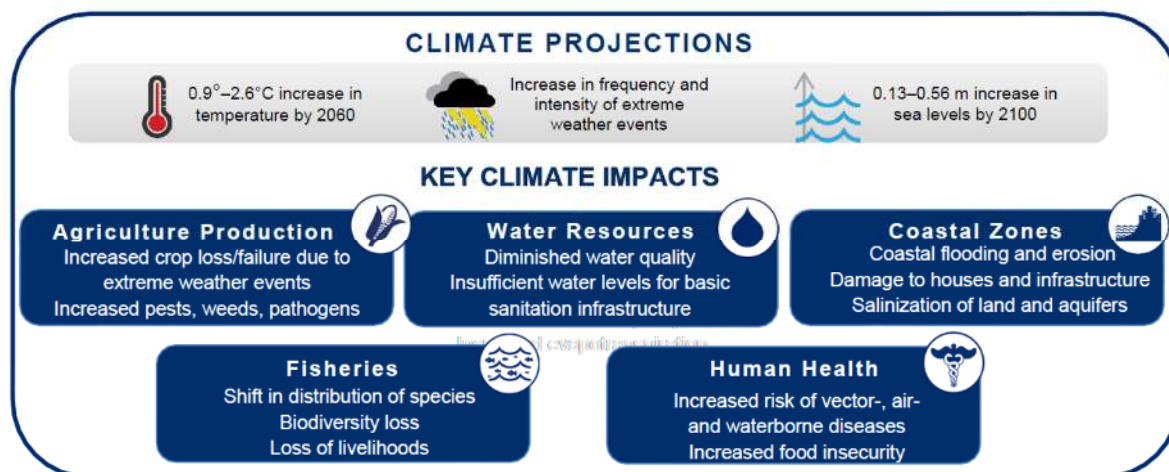 CLIMATE PROJECTIONS
0.9°–2.6°C increase in
temperature by 2060
Increase in frequency and
intensity of extreme
weather events
0.13–0.56 m increase in
sea levels by 2100
KEY CLIMATE IMPACTS
Agriculture Production
Increased crop loss/failure due to
extreme weather events
Increased pests, weeds, pathogens
Water Resources
Diminished water quality
Insufficient water levels for basic
sanitation infrastructure
evapotranspiration
Coastal Zones
Coastal flooding and erosion
Damage to houses and infrastructure
Salinization of land and aquifers
Fisheries
Shift in distribution of species
Biodiversity loss
Loss of livelihoods
Human Health
Increased risk of vector-, air-
and waterborne diseases
Increased food insecurity